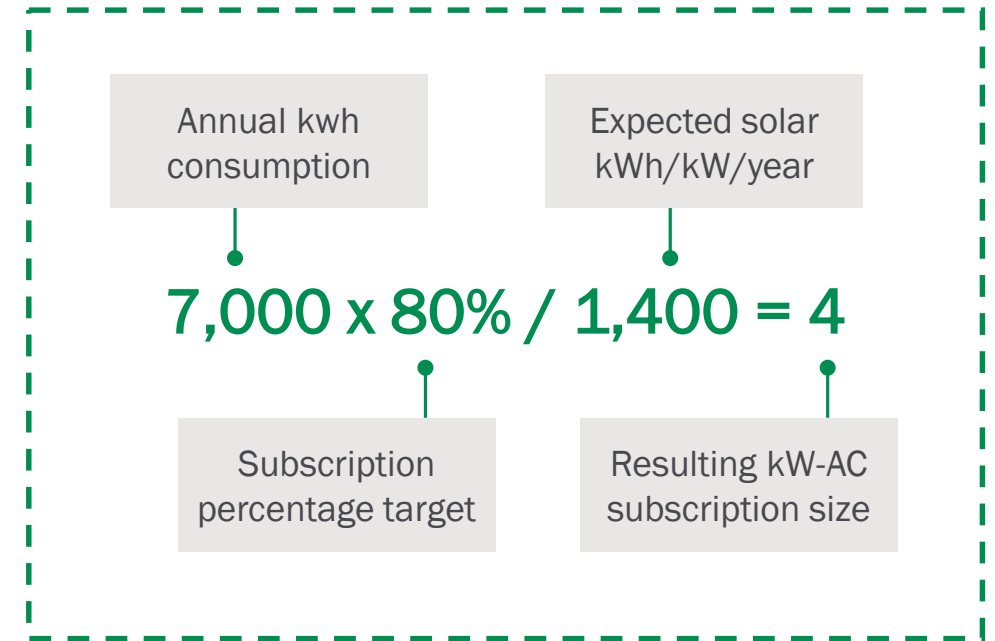 Annual kwh
consumption
Expected solar
kWh/kW/year
7,000 x 80% / 1,400 = 4
Subscription
percentage target
Resulting kW-AC
subscription size